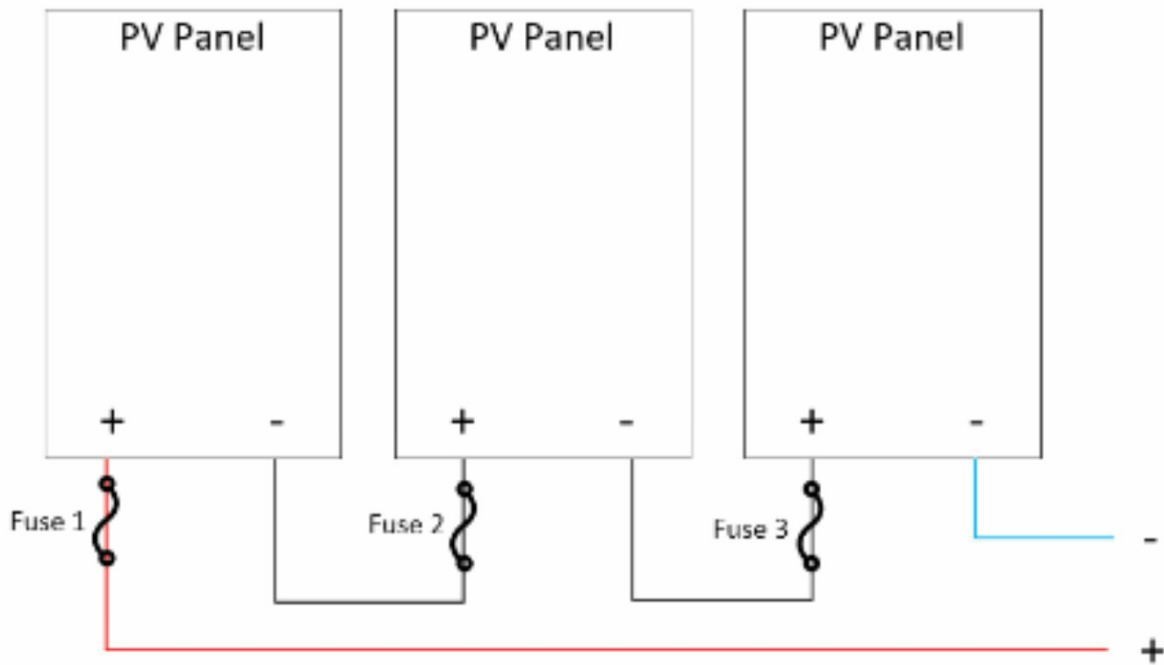 PV Panel
PV Panel
PV Panel
+ -
+ -
+ -
Fuse 1
Fuse 2
Fuse 3
-
+